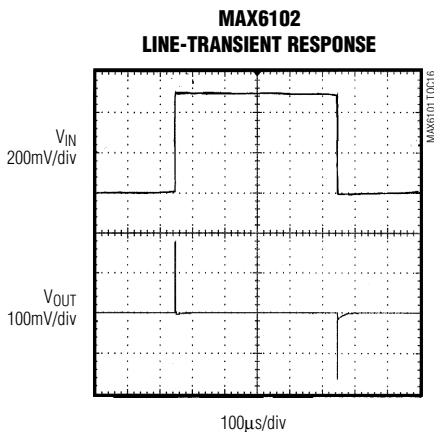 MAX6102
LINE-TRANSIENT RESPONSE
MAX6101 TOC16
VIN
200mV/div
VOUT
100mV/div
100μs/div